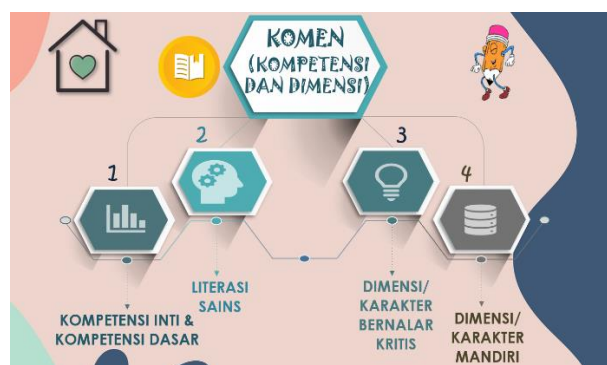 KOMEN
(KOMPETENSI
DAN DIMENSI)
1
KOMPETENSI INTI &
KOMPETENSI DASAR
2
LITERASI
SAINS
3
DIMENSI/
KARAKTER
BERNALAR
KRITIS
4
DIMENSI/
KARAKTER
MANDIRI